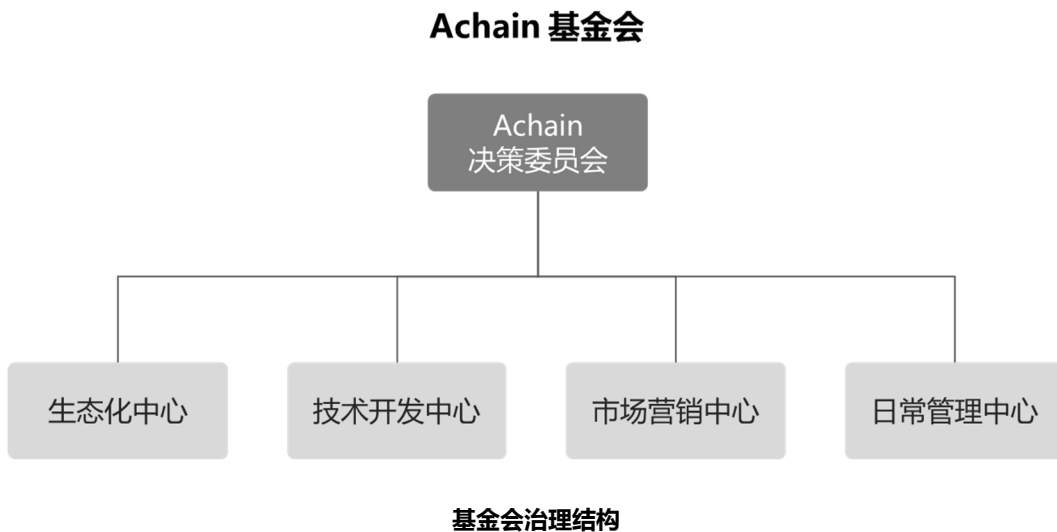 Achain 基金会
Achain
决策委员会
生态化中心
技术开发中心
市场营销中心
日常管理中心
基金会治理结构